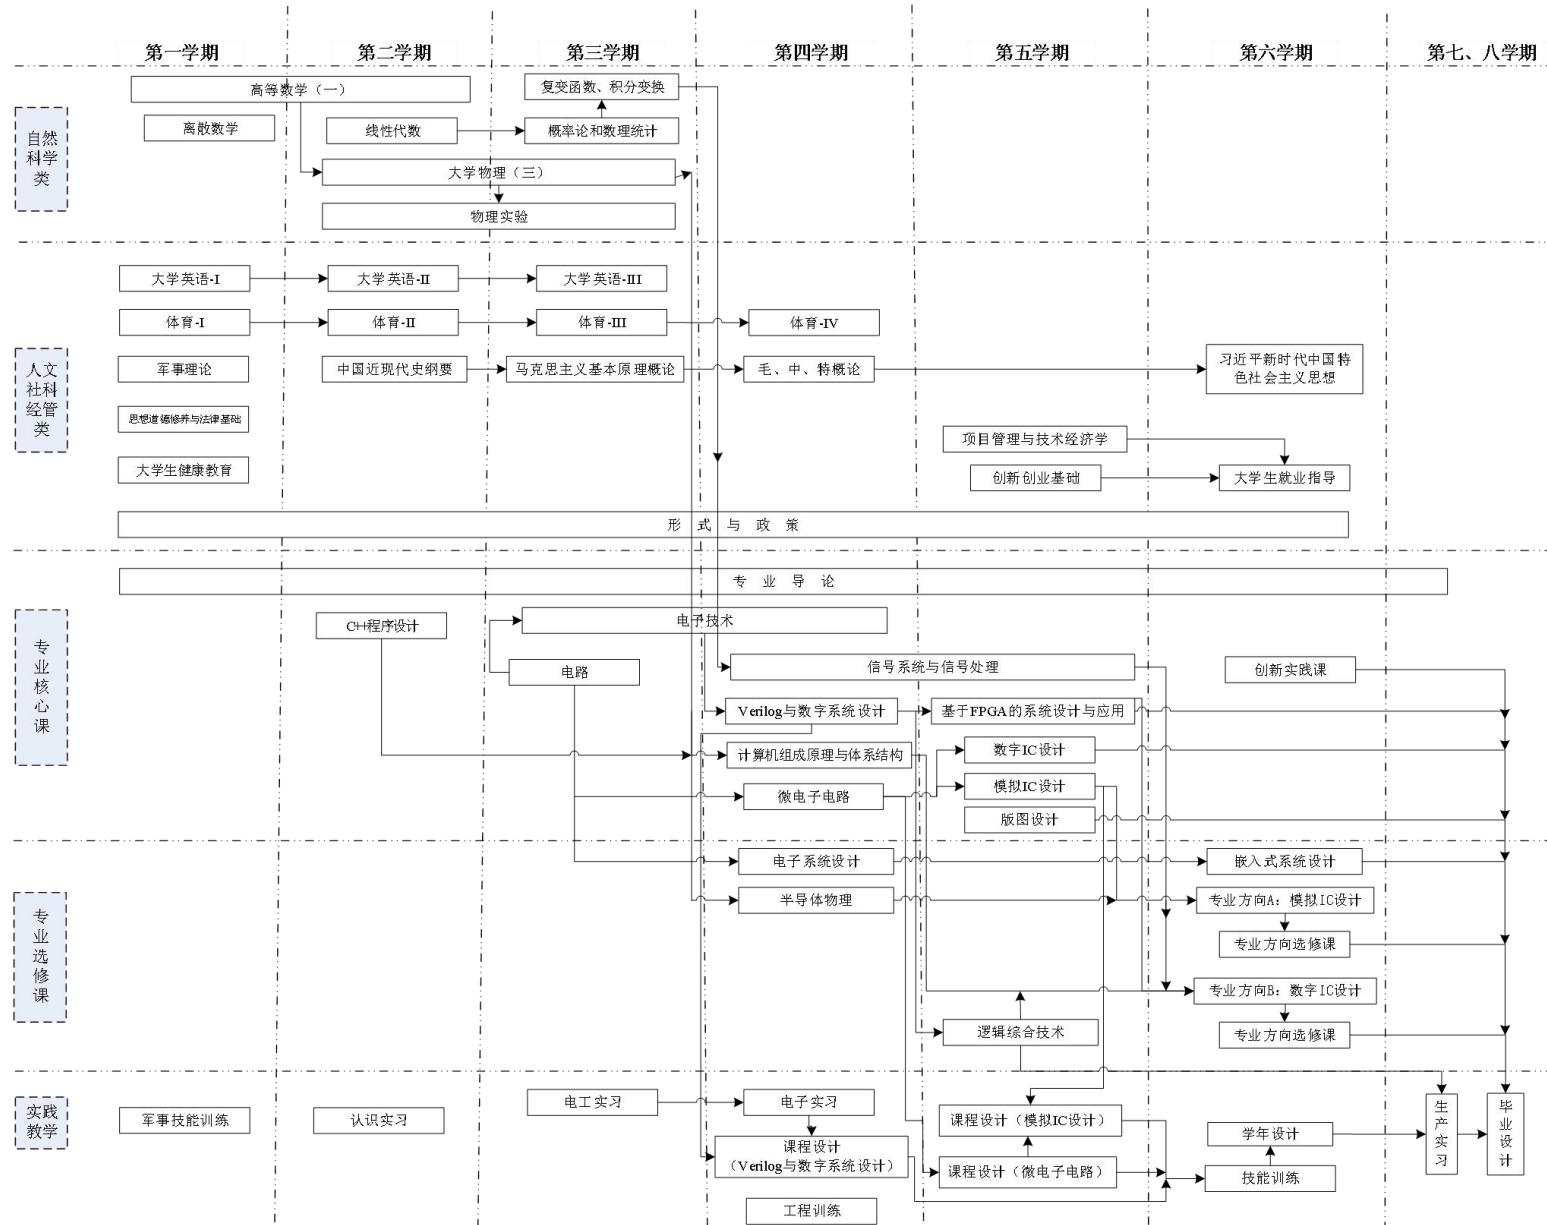 第一学期
第二学期
第三学期
第四学期
第五学期
第六学期
第七、八学期
自然
科学
类
高等数学（一）
复变函数、积分变换
离散数学
线性代数
概率论和数理统计
大学物理（三）
物理实验
人文
社科
经管
类
大学英语-I
大学英语-II
大学英语-III
体育-I
体育-II
体育-III
体育-IV
军事理论
中国近现代史纲要
马克思主义基本原理概论
毛、中、特概论
习近平新时代中国特
色社会主义思想
思想道德修养与法律基础
项目管理与技术经济学
大学生健康教育
创新创业基础
大学生就业指导
形 式 与 政 策
专
业
核
心
课
专 业 导 论
C++程序设计
电子技术
电路
信号系统与信号处理
创新实践课
Verilog与数字系统设计
基于FPGA的系统设计与应用
计算机组成原理与体系结构
数字IC设计
微电子电路
模拟IC设计
版图设计
专
业
选
修
课
电子系统设计
嵌入式系统设计
半导体物理
专业方向A：模拟IC设计
专业方向选修课
专业方向B：数字IC设计
逻辑综合技术
专业方向选修课
实践
教学
军事技能训练
认识实习
电工实习
电子实习
课程设计（模拟IC设计）
学年设计
课程设计
（Verilog与数字系统设计）
课程设计（微电子电路）
技能训练
工程训练
生
产
实
习
毕
业
设
计